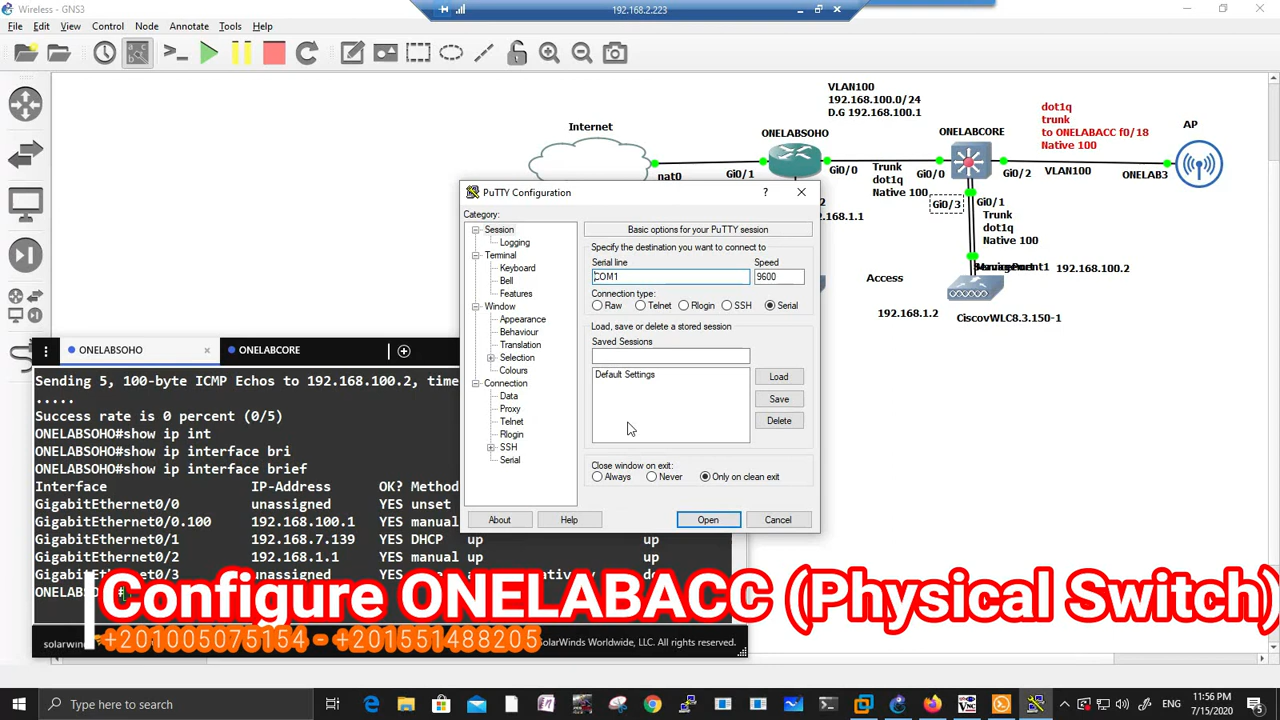 Wireless - GNS3
192.168.2.223
File Edit View Control Node Annotate Tools Help
VLAN100
192.168.100.0/24
D.G 192.168.100.1
dot1q
trunk
to ONELABACC f0/18
Native 100
Internet
ONELABSOHO
ONELABCORE
AP
nat0
Gi0/1
Gi0/0
Trunk
dot1q
Native 100
Gi0/0
Gi0/2
VLAN100
ONELAB3
Gi0/3
Gi0/1
Trunk
dot1q
Native 100
2
.1.1
Access
192.168.100.2
192.168.1.2
CiscovWLC8.3.150-1
PuTTY Configuration
? ×
Category:
Session
Logging
Terminal
Keyboard
Bell
Features
Window
Appearance
Behaviour
Translation
Selection
Colours
Connection
Data
Proxy
Telnet
Rlogin
SSH
Serial
Basic options for your PuTTY session
Specify the destination you want to connect to
Serial line Speed
COM1 9600
Connection type:
Raw Telnet Rlogin SSH Serial
Load, save or delete a stored session
Saved Sessions
Default Settings
Load
Save
Delete
Close window on exit:
Always Never Only on clean exit
About Help Open Cancel
ONELABSOHO × ONELABCORE
Sending 5, 100-byte ICMP Echos to 192.168.100.2, time
.....
Success rate is 0 percent (0/5)
ONELABSOHO#show ip int
ONELABSOHO#show ip interface bri
ONELABSOHO#show ip interface brief
Interface IP-Address OK? Method
GigabitEthernet0/0 unassigned YES unset
GigabitEthernet0/0.100 192.168.100.1 YES manual
GigabitEthernet0/1 192.168.7.139 YES DHCP up up
GigabitEthernet0/2 192.168.1.1 YES manual up up
GigabitEthernet0/3 unassigned YES
ONELABS
Configure ONELABACC (Physical Switch)
+201005075154 - +201551488205
solarwin
SolarWinds Worldwide, LLC. All rights reserved.
Type here to search
ENG
11:56 PM
7/15/2020